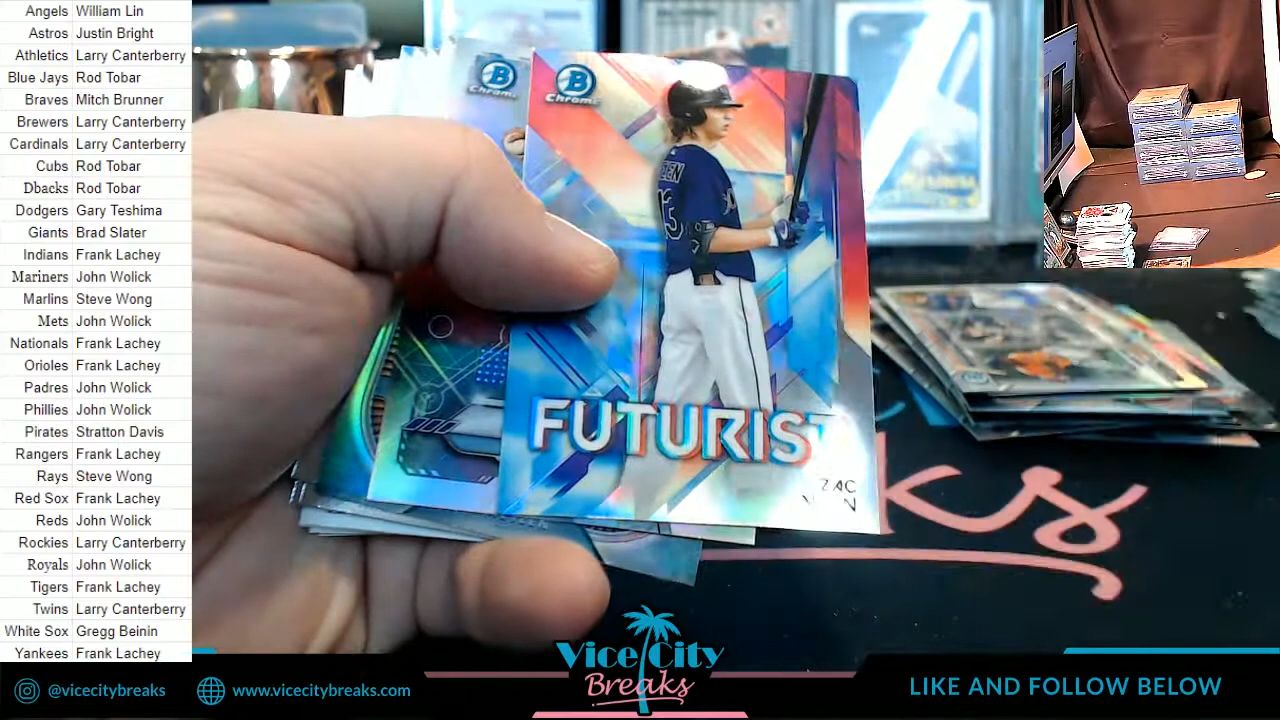 Angels William Lin
Astros Justin Bright
Athletics Larry Canterberry
Blue Jays Rod Tobar
Braves Mitch Brunner
Brewers Larry Canterberry
Cardinals Larry Canterberry
Cubs Rod Tobar
Dbacks Rod Tobar
Dodgers Gary Teshima
Giants Brad Slater
Indians Frank Lachey
Mariners John Wolick
Marlins Steve Wong
Mets John Wolick
Nationals Frank Lachey
Orioles Frank Lachey
Padres John Wolick
Phillies John Wolick
Pirates Stratton Davis
Rangers Frank Lachey
Rays Steve Wong
Red Sox Frank Lachey
Reds John Wolick
Rockies Larry Canterberry
Royals John Wolick
Tigers Frank Lachey
Twins Larry Canterberry
White Sox Gregg Beinin
Yankees Frank Lachey
B Chrome
B Chrome
13
FUTURIST
ZAC
@vicecitybreaks
www.vicecitybreaks.com
Vice City
Breaks
LIKE AND FOLLOW BELOW